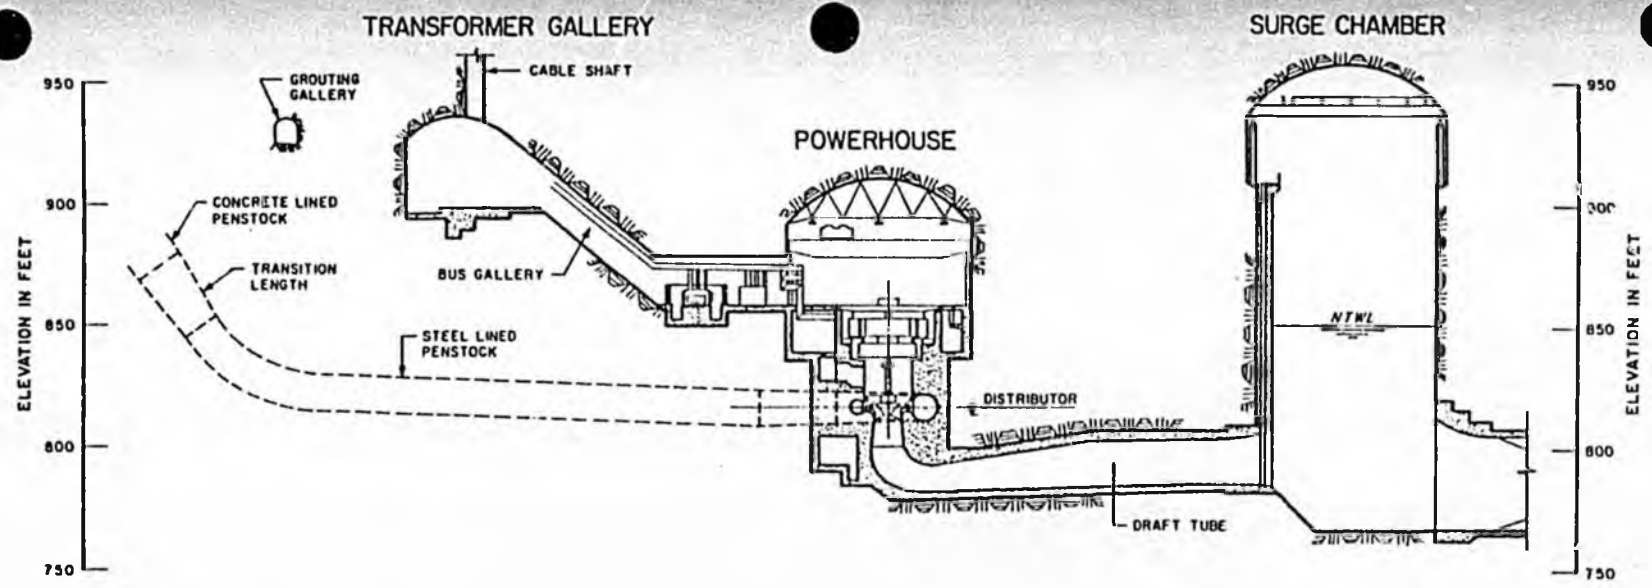 TRANSFORMER GALLERY
SURGE CHAMBER
CABLE SHAFT
GROUTING
GALLERY
950
950
POWERHOUSE
CONCRETE LINED
PENSTOCK
900
TRANSITION
LENGTH
BUS GALLERY
ELEVATION IN FEET
ELEVATION IN FEET
850
NTWL
850
STEEL LINED
PENSTOCK
DISTRIBUTOR
800
800
DRAFT TUBE
750
750